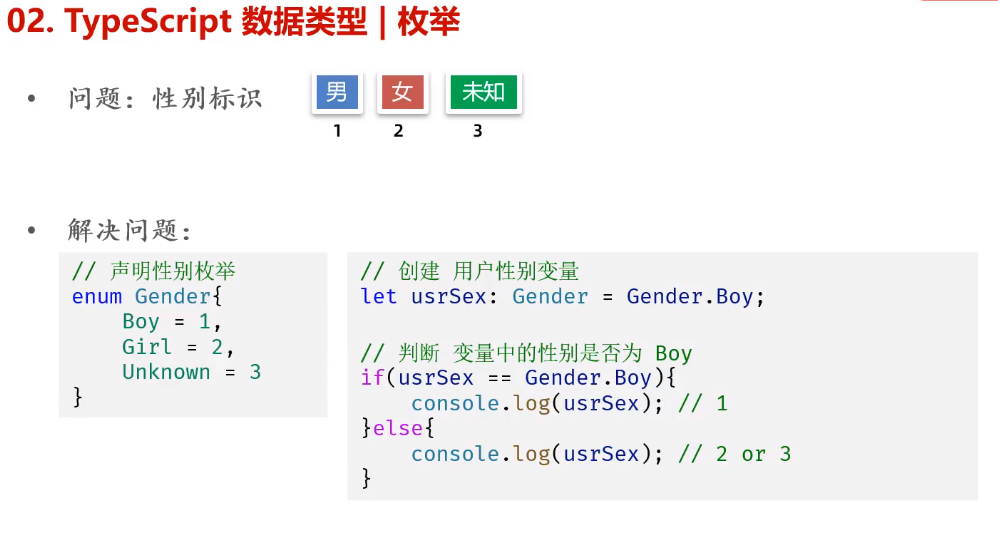 02. TypeScript 数据类型 | 枚举
• 问题：性别标识 男 女 未知
1 2 3
• 解决问题：
// 声明性别枚举
enum Gender{
    Boy = 1,
    Girl = 2,
    Unknown = 3
}
// 创建 用户性别变量
let usrSex: Gender = Gender.Boy;
// 判断 变量中的性别是否为 Boy
if(usrSex == Gender.Boy){
    console.log(usrSex); // 1
}else{
    console.log(usrSex); // 2 or 3
}